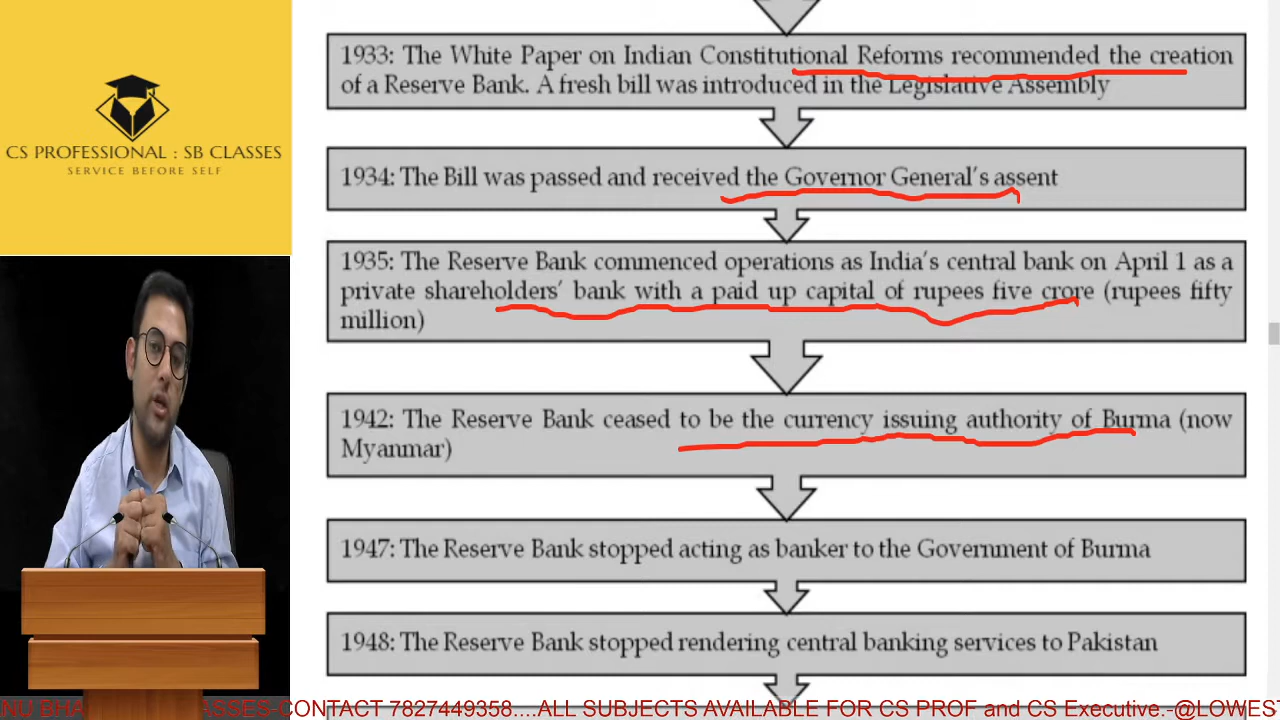 CS PROFESSIONAL : SB CLASSES
SERVICE BEFORE SELF
1933: The White Paper on Indian Constitutional Reforms recommended the creation
of a Reserve Bank. A fresh bill was introduced in the Legislative Assembly
1934: The Bill was passed and received the Governor General's assent
1935: The Reserve Bank commenced operations as India's central bank on April 1 as a
private shareholders' bank with a paid up capital of rupees five crore (rupees fifty
million)
1942: The Reserve Bank ceased to be the currency issuing authority of Burma (now
Myanmar)
1947: The Reserve Bank stopped acting as banker to the Government of Burma
1948: The Reserve Bank stopped rendering central banking services to Pakistan
ASSES-CONTACT 7827449358....ALL SUBJECTS AVAILABLE FOR CS PROF and CS Executive.-@LOWES